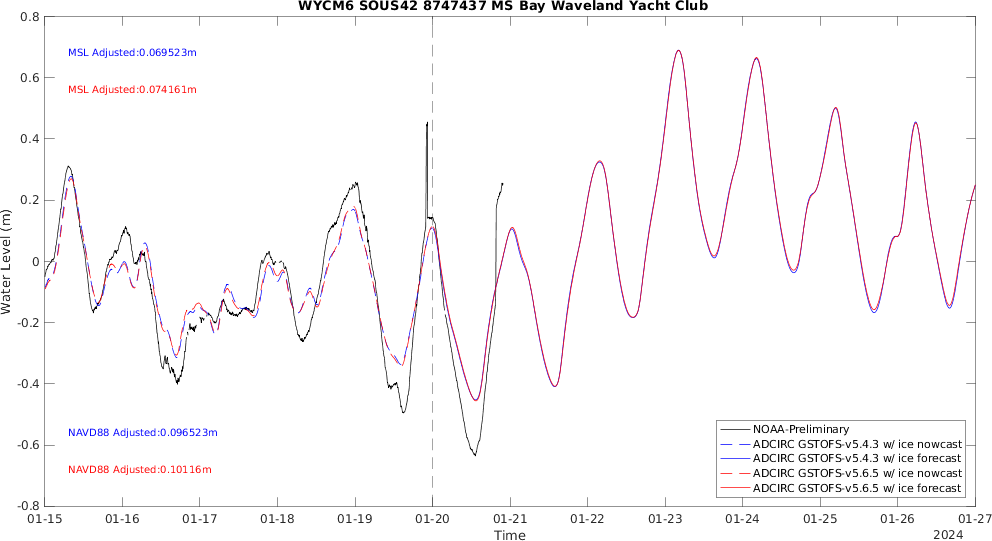 WYCM6 SOUS42 8747437 MS Bay Waveland Yacht Club
MSL Adjusted:0.069523m
MSL Adjusted:0.074161m
NAVD88 Adjusted:0.096523m
NAVD88 Adjusted:0.10116m
Water Level (m)
0.8
0.6
0.4
0.2
0
-0.2
-0.4
-0.6
-0.8
NOAA-Preliminary
ADCIRC GSTOFS-v5.4.3 w/ ice nowcast
ADCIRC GSTOFS-v5.4.3 w/ ice forecast
ADCIRC GSTOFS-v5.6.5 w/ ice nowcast
ADCIRC GSTOFS-v5.6.5 w/ ice forecast
01-15 01-16 01-17 01-18 01-19 01-20 01-21 01-22 01-23 01-24 01-25 01-26 01-27
Time
2024